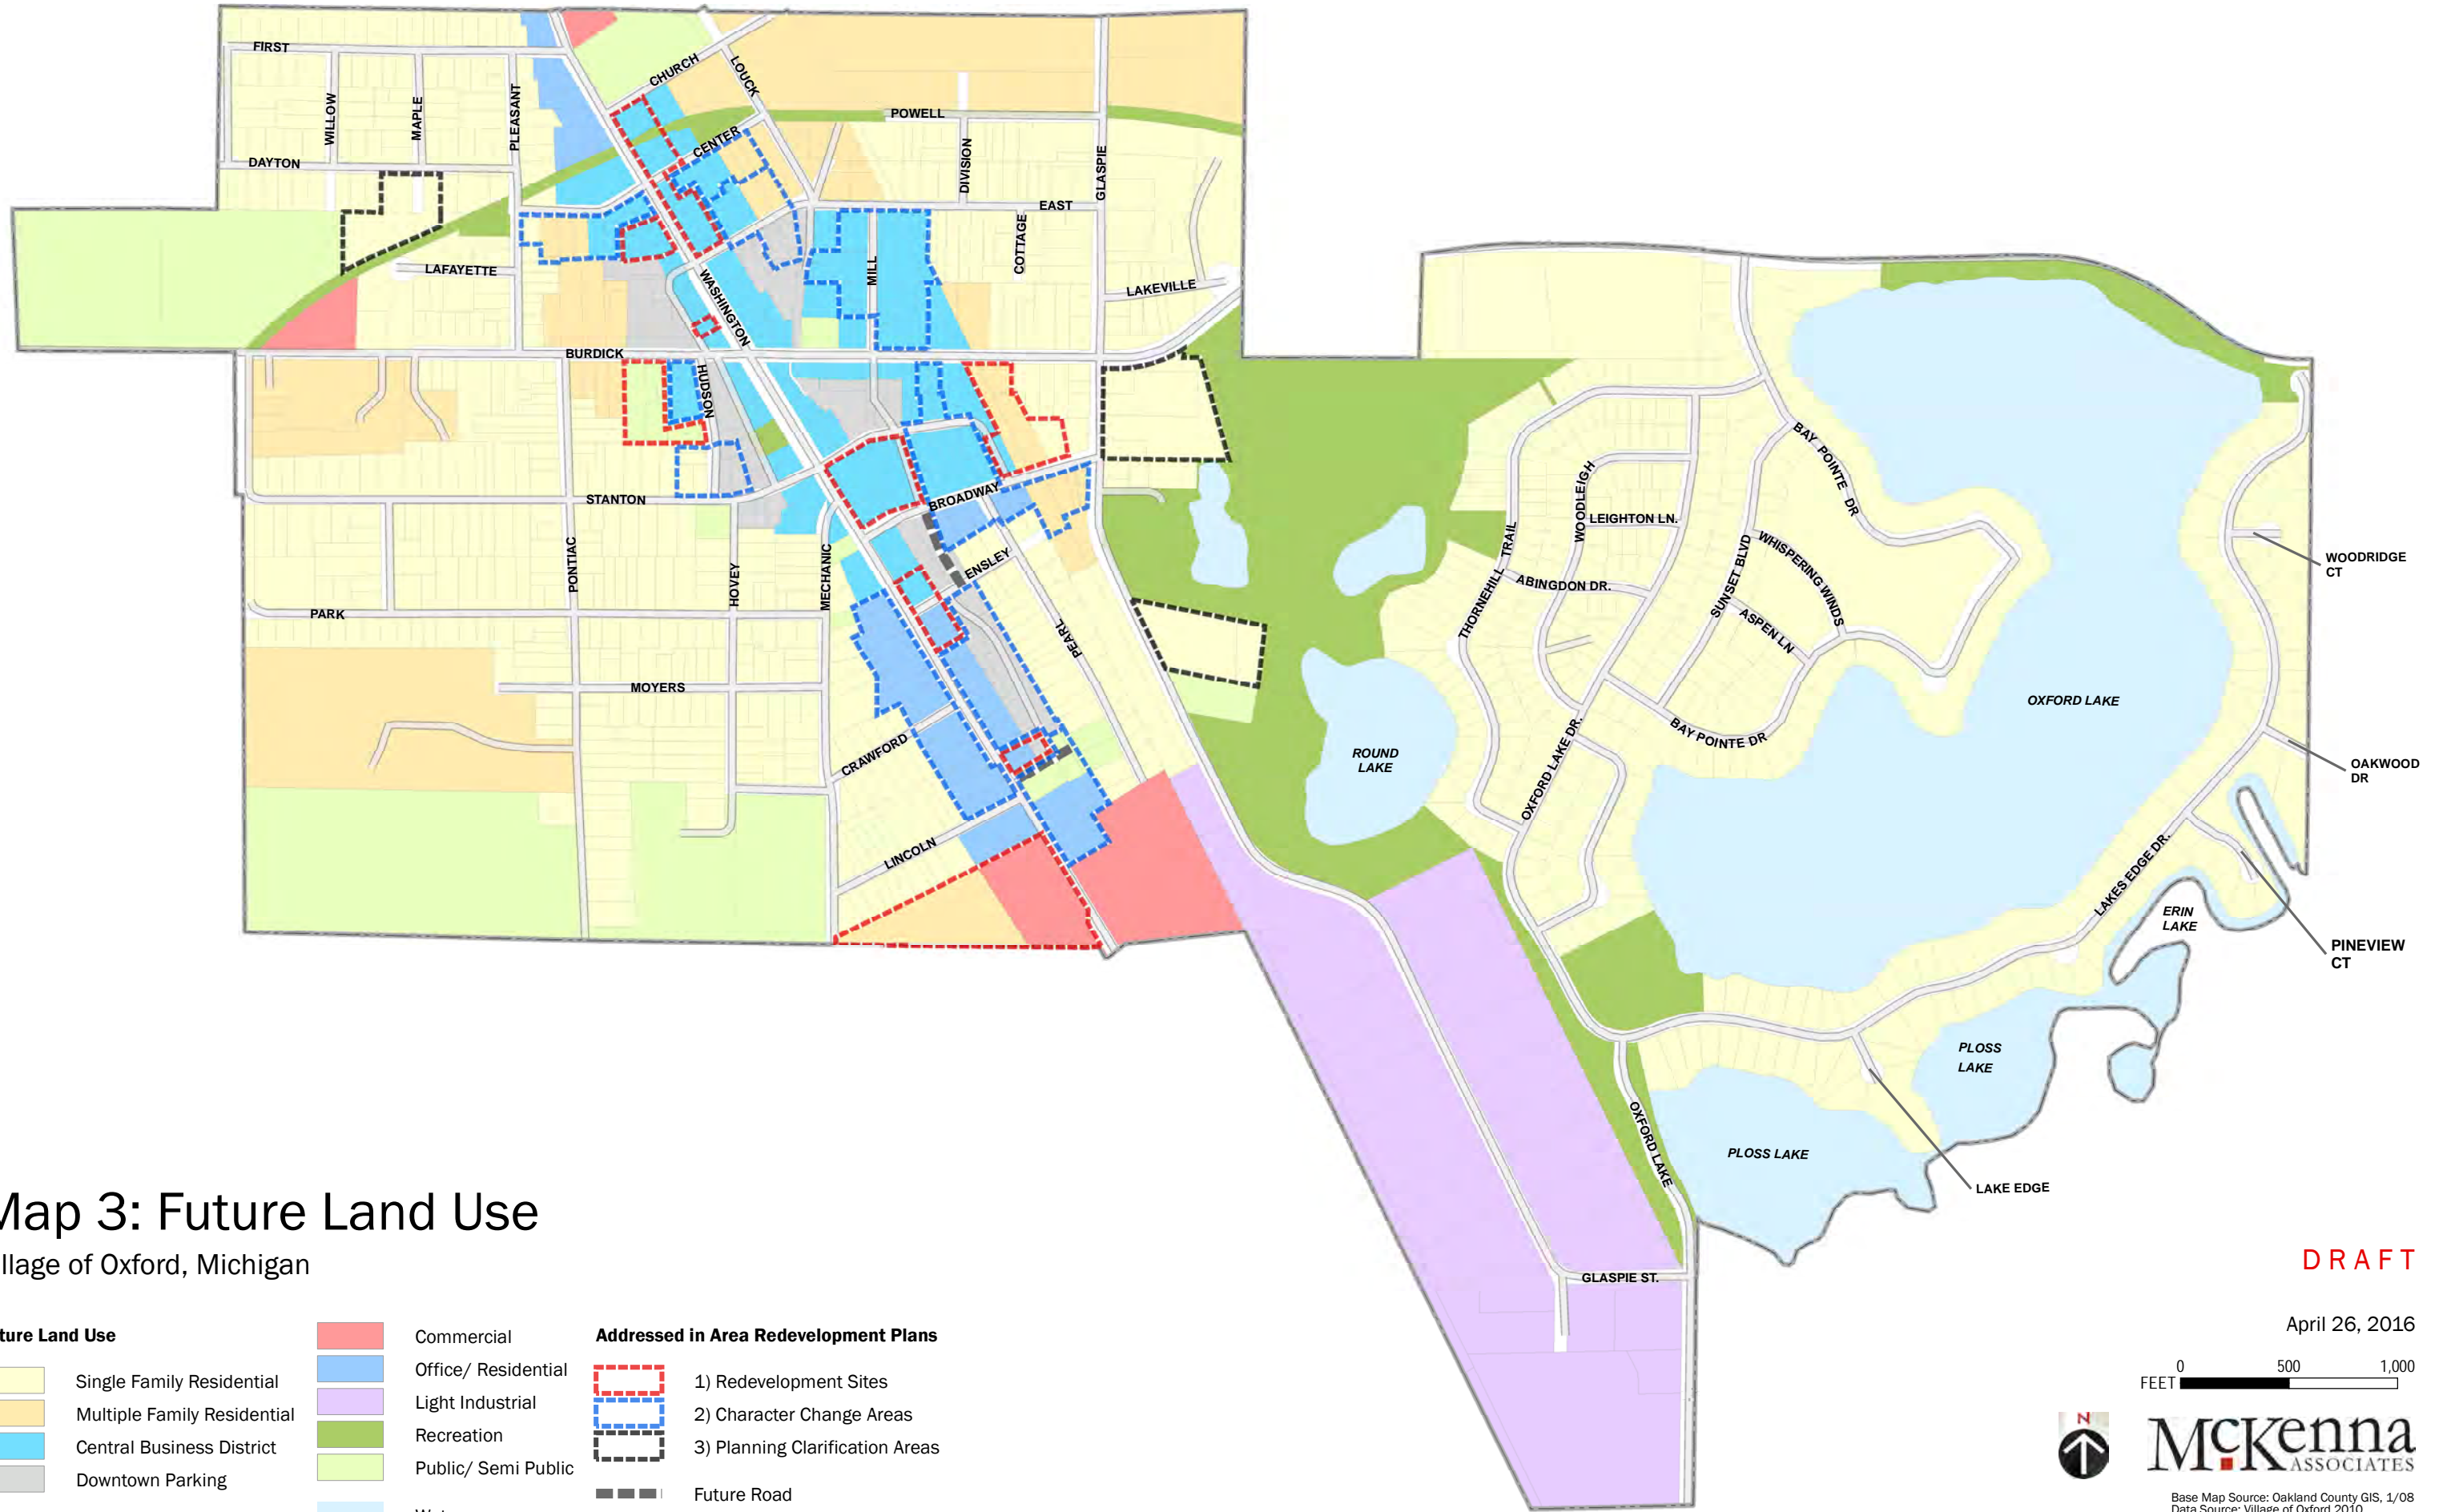 FIRST
WILLOW
MAPLE
PLEASANT
DAYTON
CHURCH
LOUCK
CENTER
POWELL
DIVISION
GLASPIE
EAST
COTTAGE
LAFAYETTE
WASHINGTON
MILL
LAKEVILLE
BURDICK
HUDSON
STANTON
BROADWAY
ENSLEY
PONTIAC
HOVEY
MECHANIC
PARK
PEARL
MOYERS
CRAWFORD
LINCOLN
BAY POINTE DR
WOODLEIGH
LEIGHTON LN.
THORNEHILL TRAIL
ABINGDON DR.
SUNSET BLVD
WHISPERING WINDS
ASPEN LN
BAY POINTE DR
OXFORD LAKE DR.
ROUND
LAKE
OXFORD LAKE
WOODRIDGE
CT
OAKWOOD
DR
LAKES EDGE DR.
ERIN
LAKE
PINEVIEW
CT
PLOSS
LAKE
PLOSS LAKE
OXFORD LAKE
LAKE EDGE
GLASPIE ST.
Map 3: Future Land Use
llage of Oxford, Michigan
ture Land Use
Single Family Residential
Multiple Family Residential
Central Business District
Downtown Parking
Commercial
Office/ Residential
Light Industrial
Recreation
Public/ Semi Public
Addressed in Area Redevelopment Plans
1) Redevelopment Sites
2) Character Change Areas
3) Planning Clarification Areas
Future Road
DRAFT
April 26, 2016
0 500 1,000
FEET
N
McKenna
ASSOCIATES
Base Map Source: Oakland County GIS, 1/08
Data Source: Village of Oxford 2010